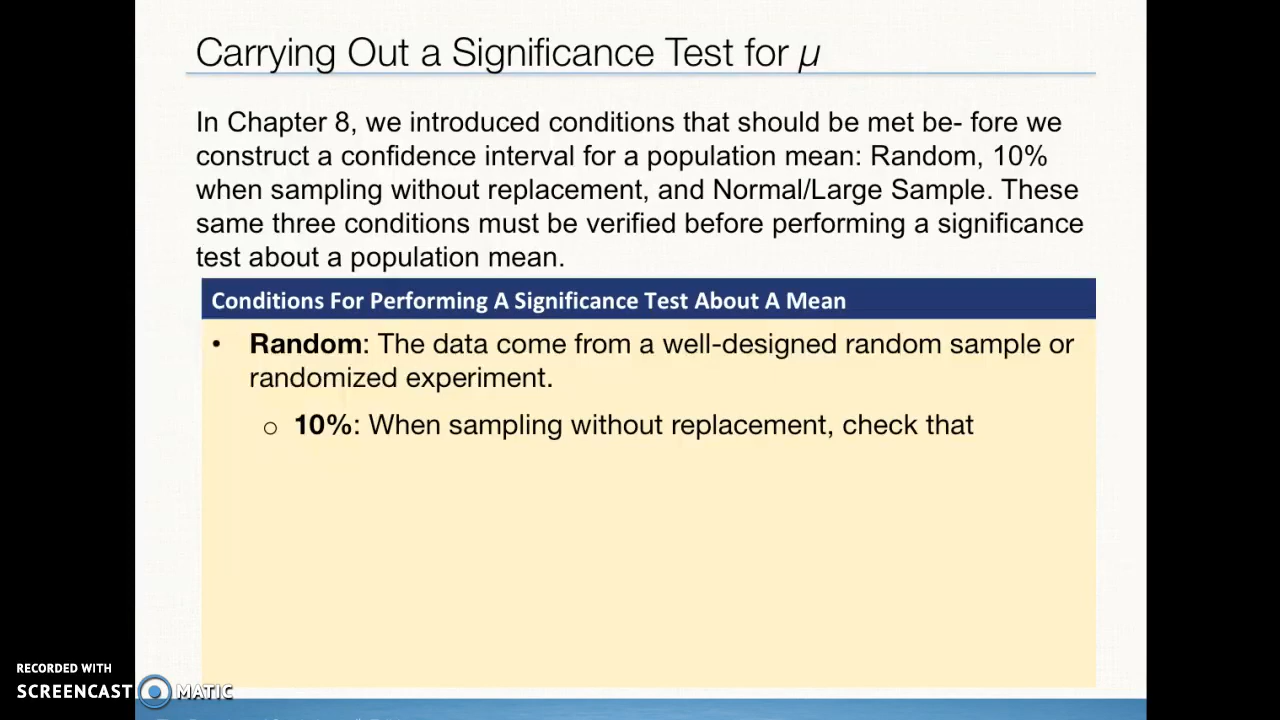 Carrying Out a Significance Test for μ
In Chapter 8, we introduced conditions that should be met be- fore we
construct a confidence interval for a population mean: Random, 10%
when sampling without replacement, and Normal/Large Sample. These
same three conditions must be verified before performing a significance
test about a population mean.
Conditions For Performing A Significance Test About A Mean
• Random: The data come from a well-designed random sample or
randomized experiment.
o 10%: When sampling without replacement, check that
RECORDED WITH
SCREENCAST MATIC